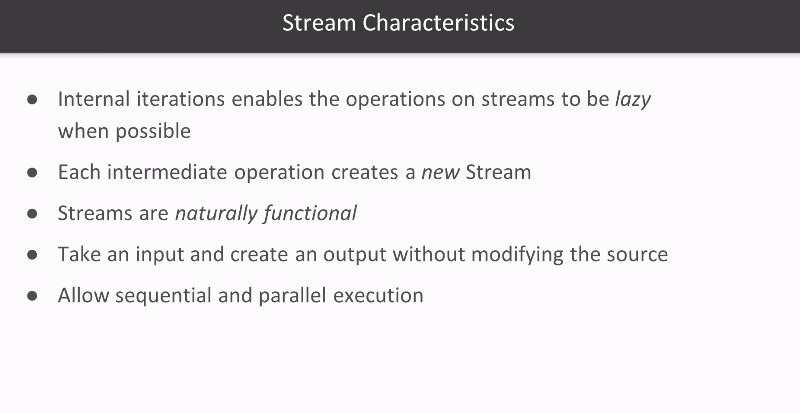 Stream Characteristics
● Internal iterations enables the operations on streams to be lazy
when possible
● Each intermediate operation creates a new Stream
● Streams are naturally functional
● Take an input and create an output without modifying the source
● Allow sequential and parallel execution